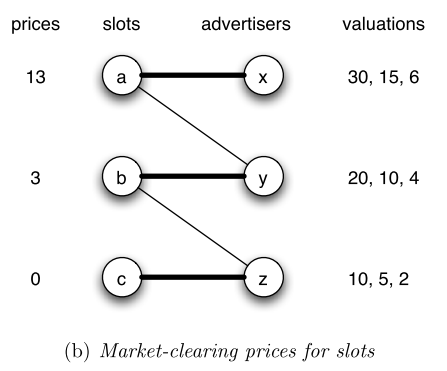 prices slots advertisers valuations
13 a x 30, 15, 6
3 b y 20, 10, 4
0 c z 10, 5, 2
(b) Market-clearing prices for slots